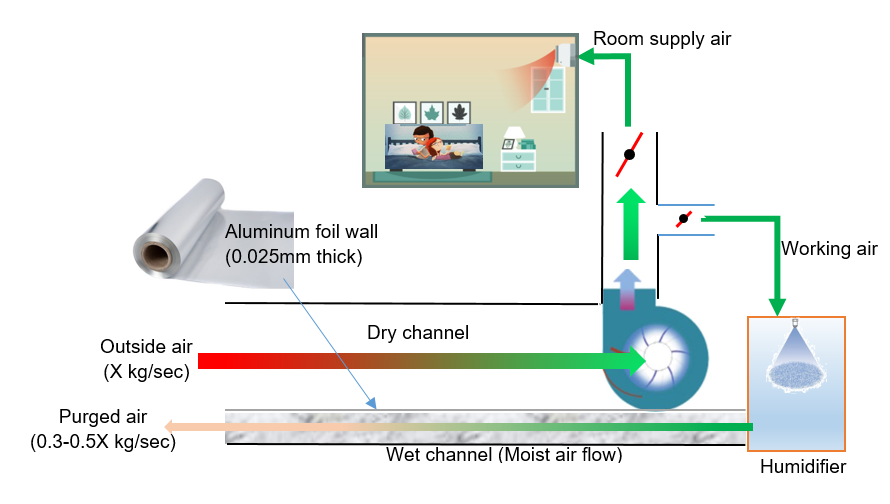 Room supply air
Aluminum foil wall
(0.025mm thick)
Working air
Dry channel
Outside air
(X kg/sec)
Purged air
(0.3-0.5X kg/sec)
Wet channel (Moist air flow)
Humidifier